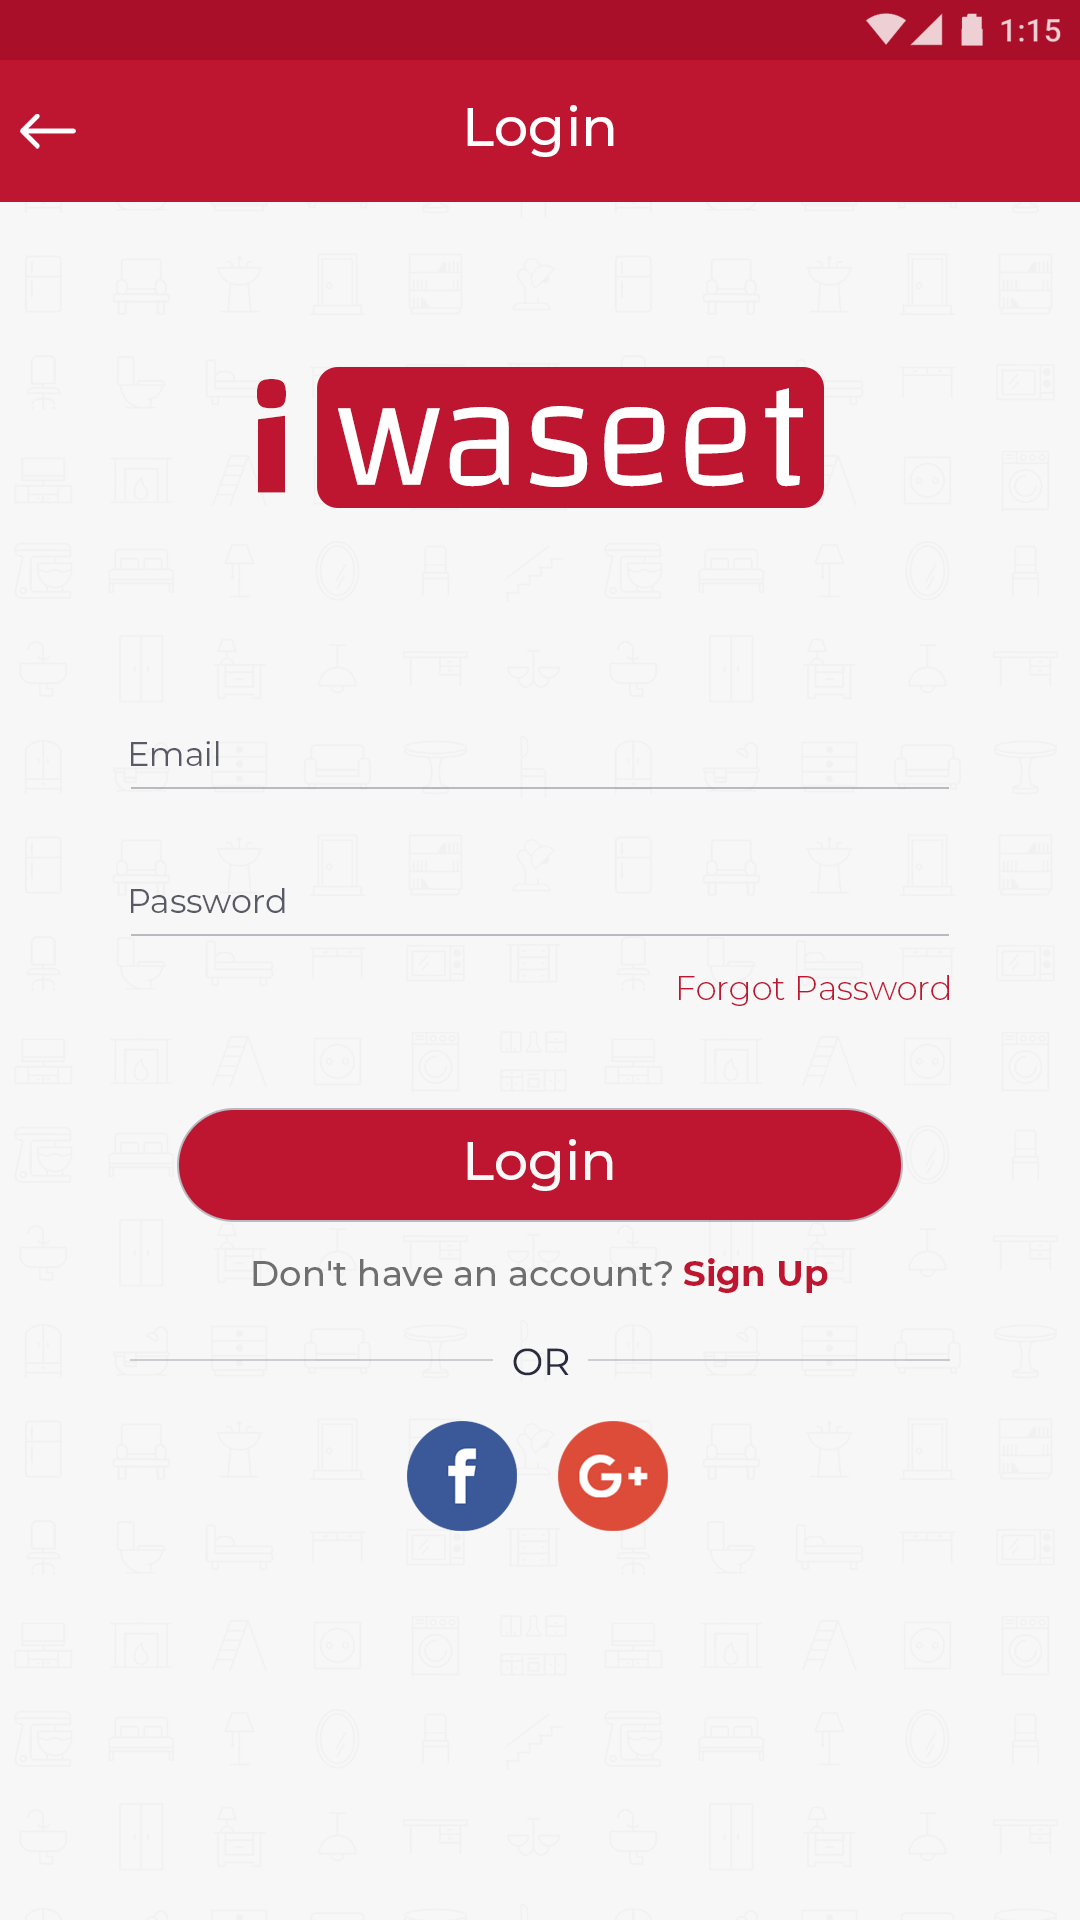 1:15
Login
i waseet
Email
Password
Forgot Password
Login
Don't have an account? Sign Up
OR
f G+